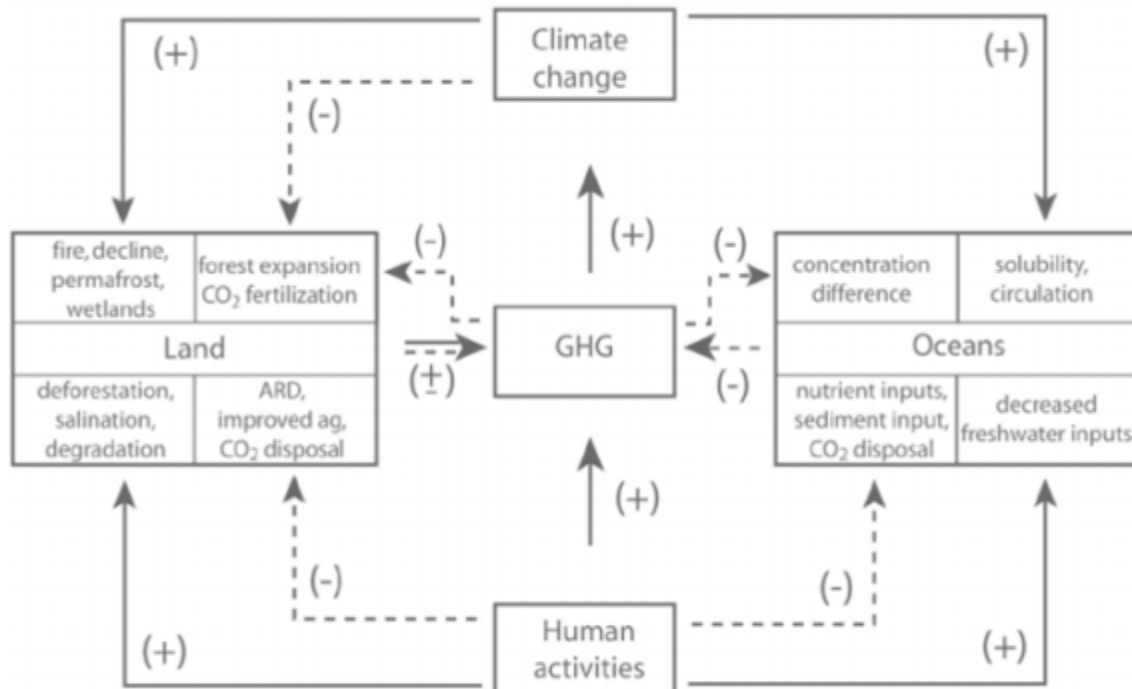 Climate
change
(+)
(+)
(-)
(+)
(-)
(-)
fire, decline,
permafrost,
wetlands
forest expansion
CO2 fertilization
Land
deforestation,
salination,
degradation
ARD,
improved ag,
CO2 disposal
(±)
GHG
(-)
concentration
difference
solubility,
circulation
Oceans
nutrient inputs,
sediment input,
CO2 disposal
decreased
freshwater inputs
(+)
(-)
(-)
(+)
(+)
Human
activities